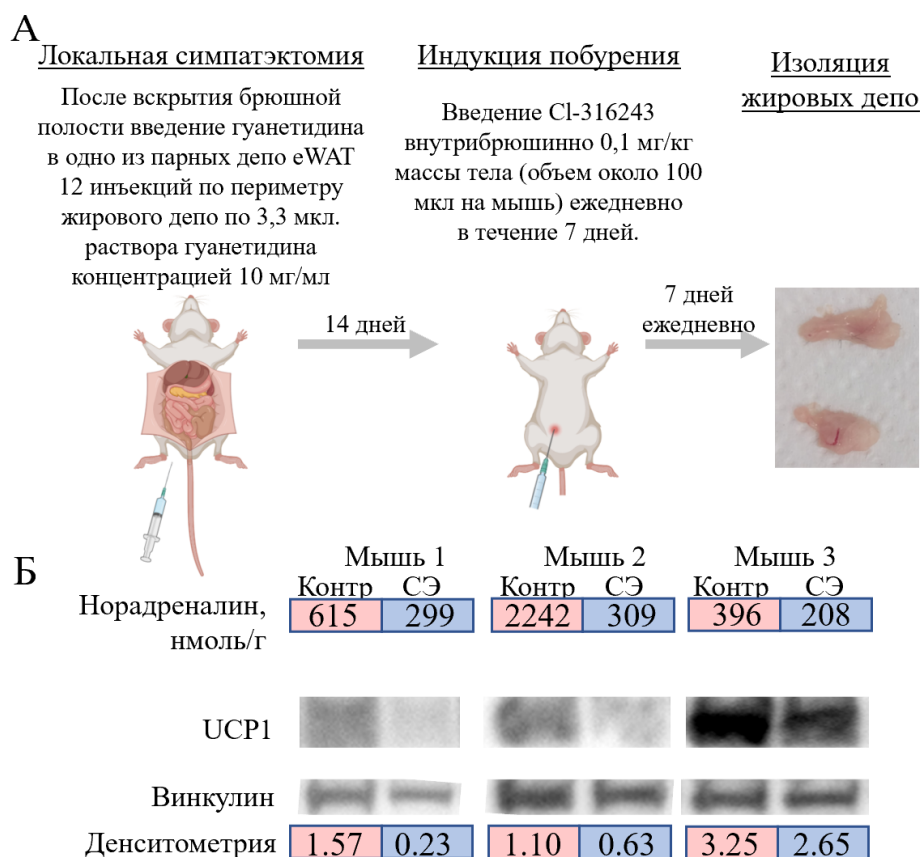 А
Локальная симпатэктомия
После вскрытия брюшной
полости введение гуанетидина
в одно из парных депо eWAT
12 инъекций по периметру
жирового депо по 3,3 мкл.
раствора гуанетидина
концентрацией 10 мг/мл
14 дней
Индукция побурения
Введение Cl-316243
внутрибрюшинно 0,1 мг/кг
массы тела (объем около 100
мкл на мышь) ежедневно
в течение 7 дней.
7 дней
ежедневно
Изоляция
жировых депо
Б
Мышь 1 Мышь 2 Мышь 3
Контр СЭ Контр СЭ Контр СЭ
Норадреналин, 615 299 2242 309 396 208
нмоль/г
UCP1
Винкулин
Денситометрия 1.57 0.23 1.10 0.63 3.25 2.65